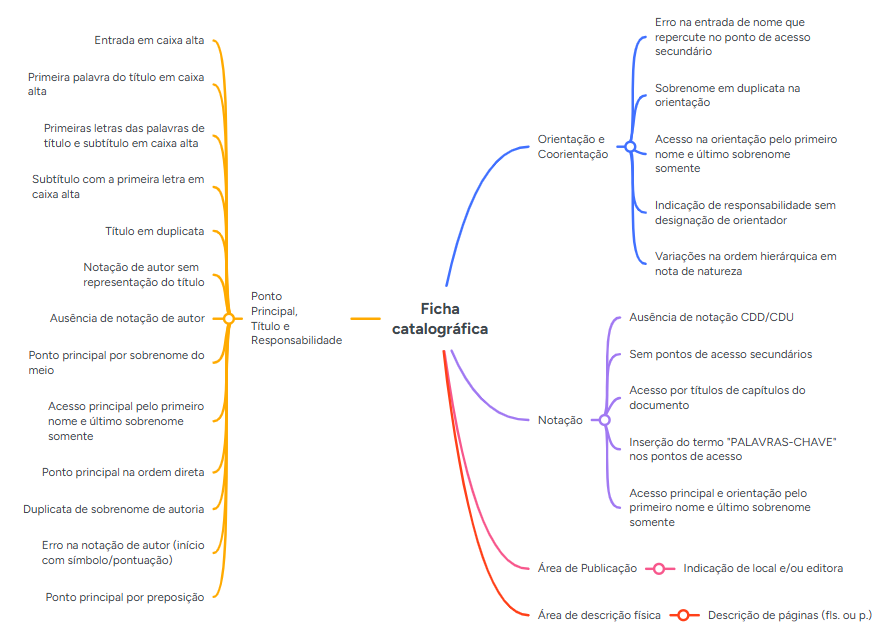 Ficha
catalográfica
Ponto
Principal,
Título e
Responsabilidade
Entrada em caixa alta
Primeira palavra do título em caixa
alta
Primeiras letras das palavras de
título e subtítulo em caixa alta
Subtítulo com a primeira letra em
caixa alta
Título em duplicata
Notação de autor sem
representação do título
Ausência de notação de autor
Ponto principal por sobrenome do
meio
Acesso principal pelo primeiro
nome e último sobrenome
somente
Ponto principal na ordem direta
Duplicata de sobrenome de autoria
Erro na notação de autor (início
com símbolo/pontuação)
Ponto principal por preposição
Orientação e
Coorientação
Erro na entrada de nome que
repercute no ponto de acesso
secundário
Sobrenome em duplicata na
orientação
Acesso na orientação pelo primeiro
nome e último sobrenome
somente
Indicação de responsabilidade sem
designação de orientador
Variações na ordem hierárquica em
nota de natureza
Notação
Ausência de notação CDD/CDU
Sem pontos de acesso secundários
Acesso por títulos de capítulos do
documento
Inserção do termo "PALAVRAS-CHAVE"
nos pontos de acesso
Acesso principal e orientação pelo
primeiro nome e último sobrenome
somente
Área de Publicação
Indicação de local e/ou editora
Área de descrição física
Descrição de páginas (fls. ou p.)